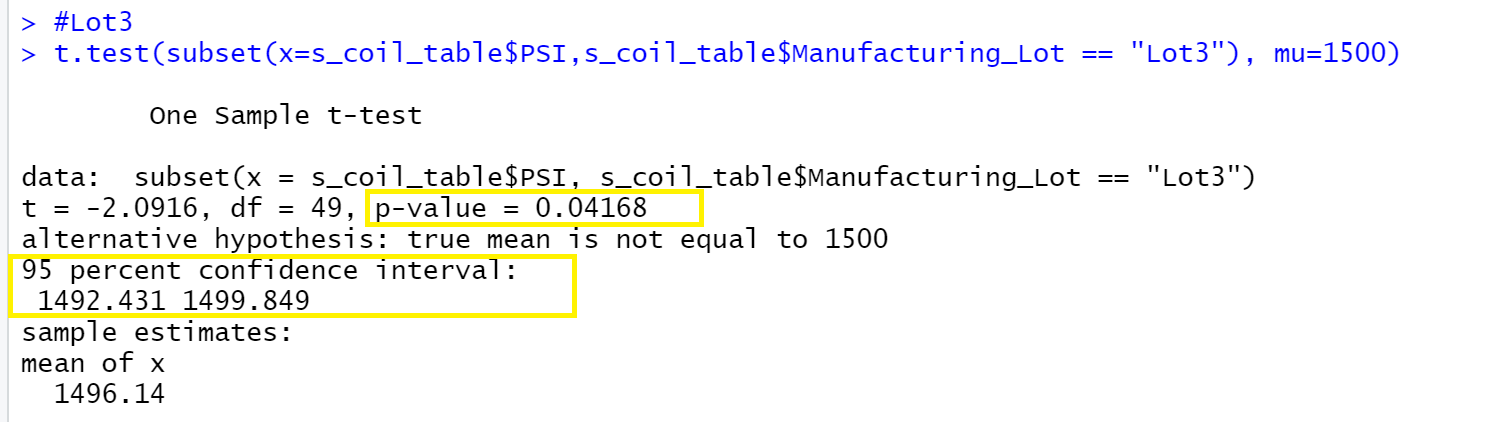 > #Lot3
> t.test(subset(x=s_coil_table$PSI,s_coil_table$Manufacturing_Lot == "Lot3"), mu=1500)
One Sample t-test
data:  subset(x = s_coil_table$PSI, s_coil_table$Manufacturing_Lot == "Lot3")
t = -2.0916, df = 49, p-value = 0.04168
alternative hypothesis: true mean is not equal to 1500
95 percent confidence interval:
1492.431 1499.849
sample estimates:
mean of x
1496.14